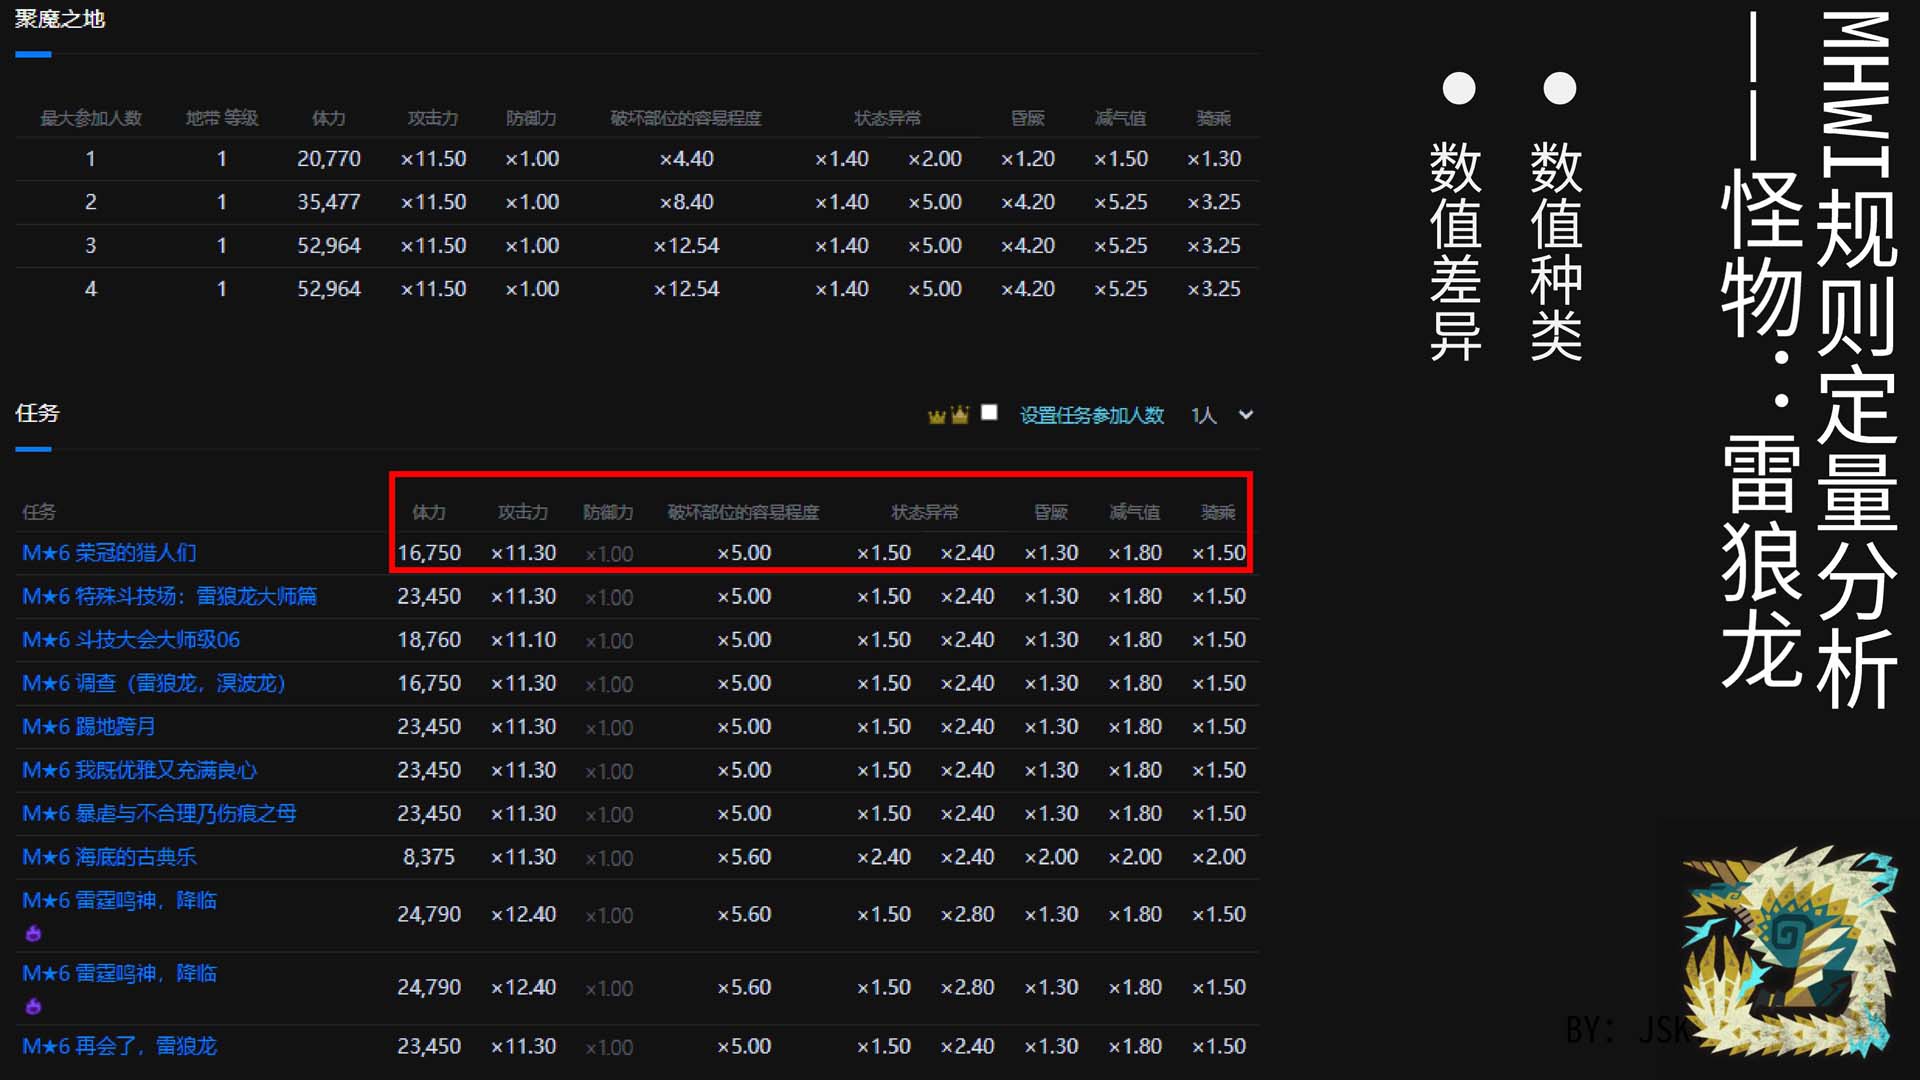 聚魔之地
最大参加人数 地带 等级 体力 攻击力 防御力 破坏部位的容易程度 状态异常 昏厥 减气值 骑乘
1 1 20,770 ×11.50 ×1.00 ×4.40 ×1.40 ×2.00 ×1.20 ×1.50 ×1.30
2 1 35,477 ×11.50 ×1.00 ×8.40 ×1.40 ×5.00 ×4.20 ×5.25 ×3.25
3 1 52,964 ×11.50 ×1.00 ×12.54 ×1.40 ×5.00 ×4.20 ×5.25 ×3.25
4 1 52,964 ×11.50 ×1.00 ×12.54 ×1.40 ×5.00 ×4.20 ×5.25 ×3.25
任务 设置任务参加人数 1人
任务 体力 攻击力 防御力 破坏部位的容易程度 状态异常 昏厥 减气值 骑乘
M★6 荣冠的猎人们 16,750 ×11.30 ×1.00 ×5.00 ×1.50 ×2.40 ×1.30 ×1.80 ×1.50
M★6 特殊斗技场：雷狼龙大师篇 23,450 ×11.30 ×1.00 ×5.00 ×1.50 ×2.40 ×1.30 ×1.80 ×1.50
M★6 斗技大会大师级06 18,760 ×11.10 ×1.00 ×5.00 ×1.50 ×2.40 ×1.30 ×1.80 ×1.50
M★6 调查（雷狼龙，溟波龙） 16,750 ×11.30 ×1.00 ×5.00 ×1.50 ×2.40 ×1.30 ×1.80 ×1.50
M★6 踢地跨月 23,450 ×11.30 ×1.00 ×5.00 ×1.50 ×2.40 ×1.30 ×1.80 ×1.50
M★6 我既优雅又充满良心 23,450 ×11.30 ×1.00 ×5.00 ×1.50 ×2.40 ×1.30 ×1.80 ×1.50
M★6 暴虐与不合理乃伤痕之母 23,450 ×11.30 ×1.00 ×5.00 ×1.50 ×2.40 ×1.30 ×1.80 ×1.50
M★6 海底的古典乐 8,375 ×11.30 ×1.00 ×5.60 ×2.40 ×2.40 ×2.00 ×2.00 ×2.00
M★6 雷霆鸣神，降临 24,790 ×12.40 ×1.00 ×5.60 ×1.50 ×2.80 ×1.30 ×1.80 ×1.50
M★6 雷霆鸣神，降临 24,790 ×12.40 ×1.00 ×5.60 ×1.50 ×2.80 ×1.30 ×1.80 ×1.50
M★6 再会了，雷狼龙 23,450 ×11.30 ×1.00 ×5.00 ×1.50 ×2.40 ×1.30 ×1.80 ×1.50
MHWI规则定量分析
——怪物：：雷狼龙
● 数值种类
● 数值差异
BY: JSK